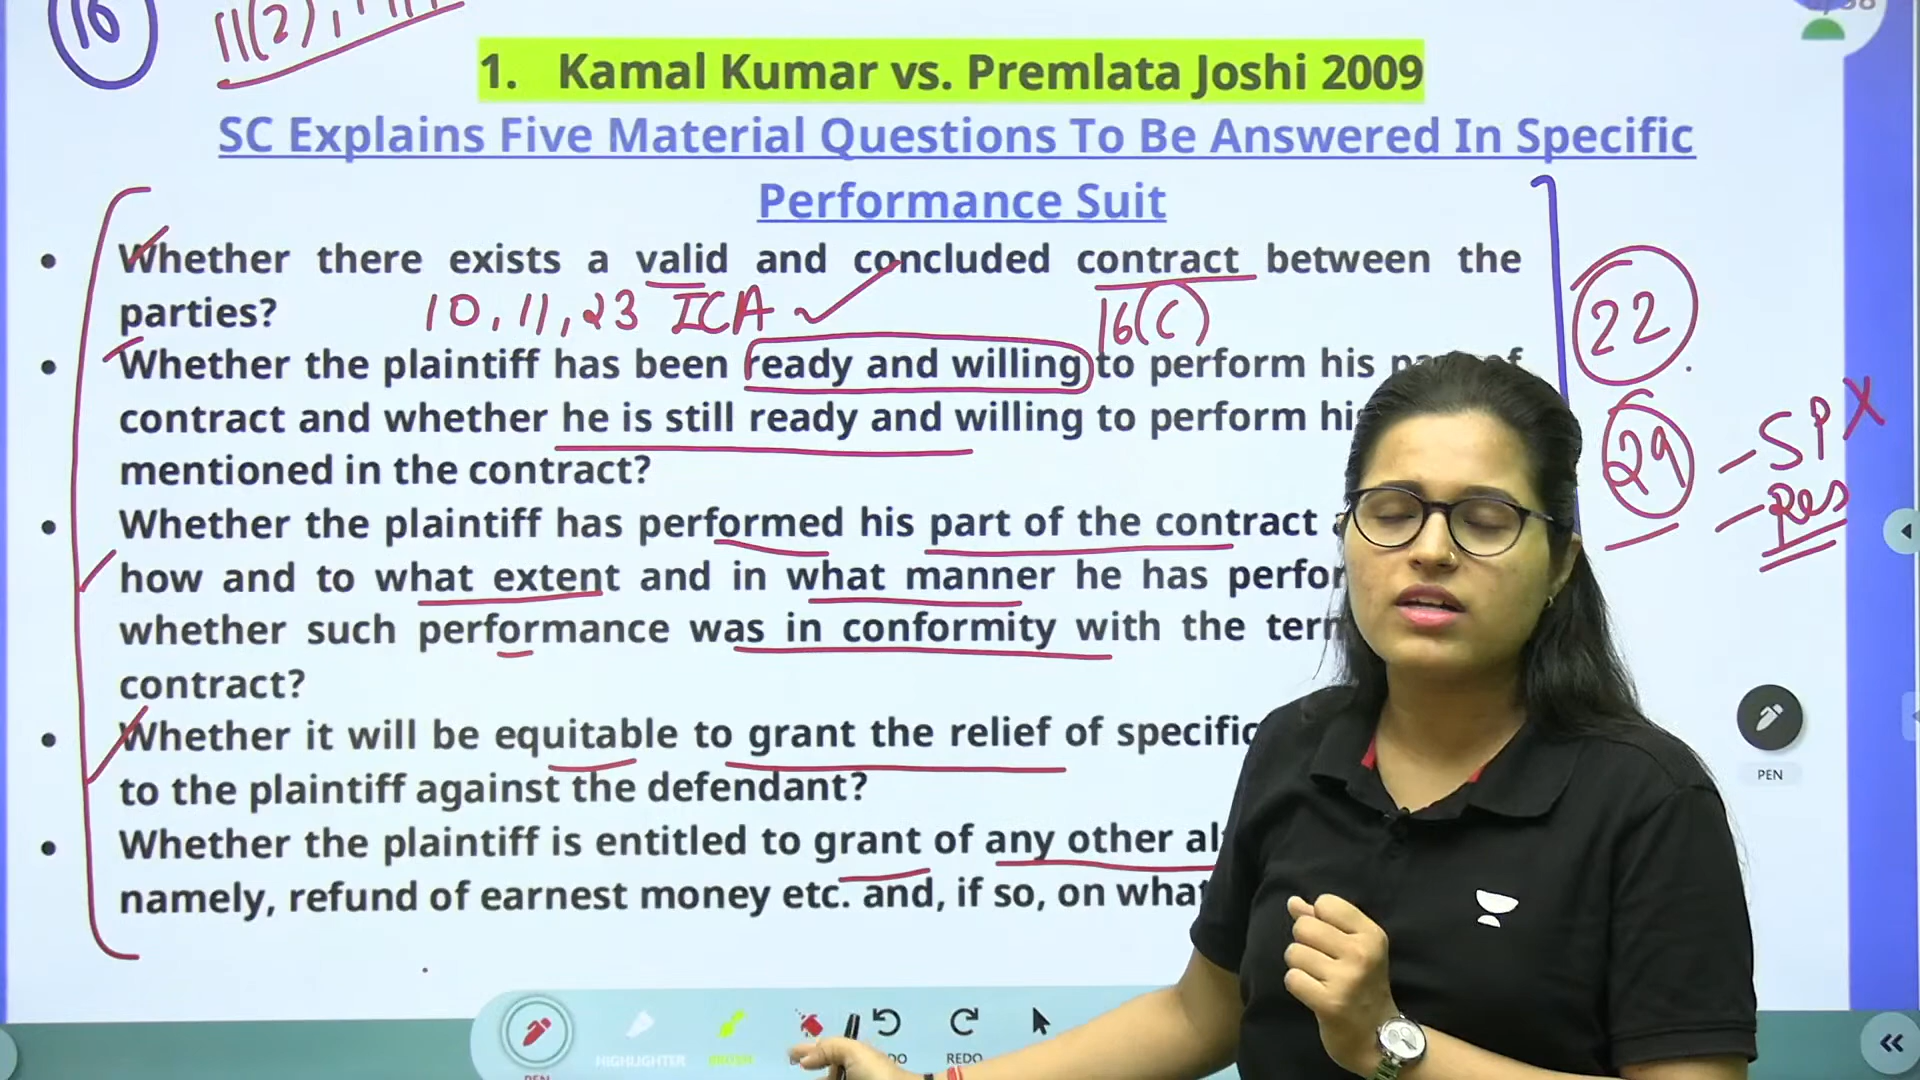 16
11(2),
1. Kamal Kumar vs. Premlata Joshi 2009
SC Explains Five Material Questions To Be Answered In Specific
Performance Suit
• Whether there exists a valid and concluded contract between the
parties?
10, 11, 23 ICA
16(C)
22
• Whether the plaintiff has been ready and willing to perform his part of
contract and whether he is still ready and willing to perform his
mentioned in the contract?
29
- SP X
- Res
• Whether the plaintiff has performed his part of the contract
how and to what extent and in what manner he has perfor
whether such performance was in conformity with the term
contract?
• Whether it will be equitable to grant the relief of specific
to the plaintiff against the defendant?
• Whether the plaintiff is entitled to grant of any other al
namely, refund of earnest money etc. and, if so, on what
PEN
PEN
HIGHLIGHTER
BRUSH
REDO